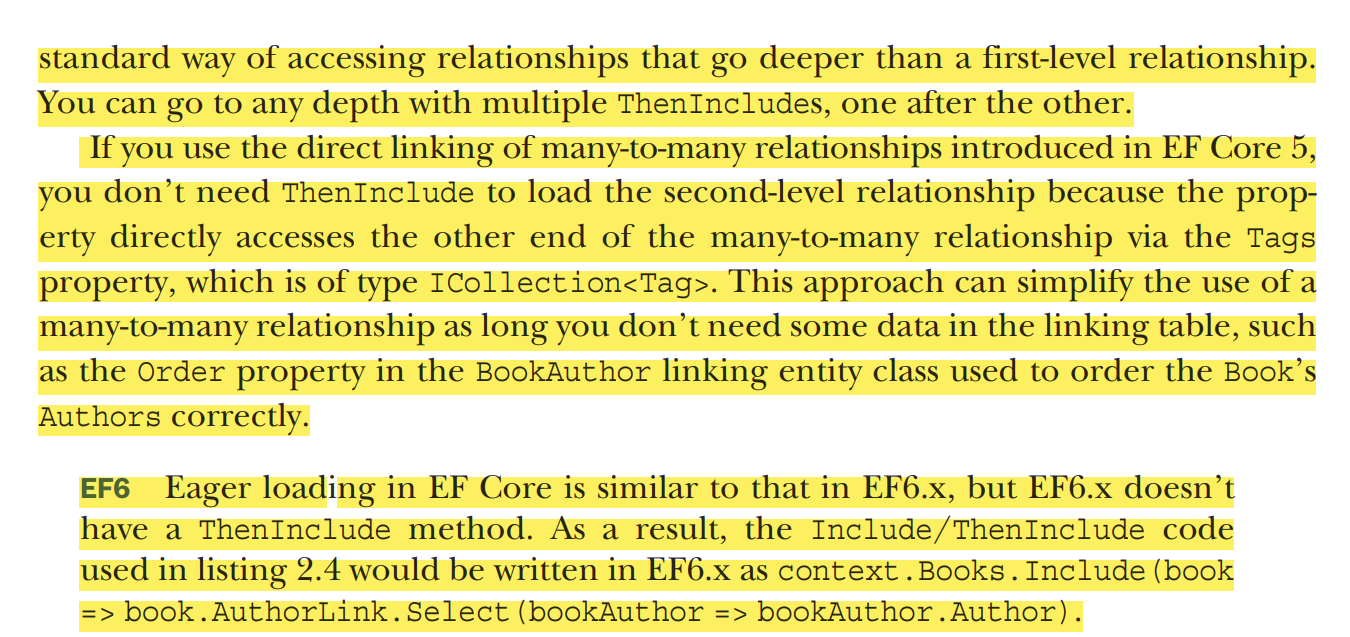 standard way of accessing relationships that go deeper than a first-level relationship.
You can go to any depth with multiple ThenIncludes, one after the other.
If you use the direct linking of many-to-many relationships introduced in EF Core 5,
you don’t need ThenInclude to load the second-level relationship because the prop-
erty directly accesses the other end of the many-to-many relationship via the Tags
property, which is of type ICollection<Tag>. This approach can simplify the use of a
many-to-many relationship as long you don’t need some data in the linking table, such
as the Order property in the BookAuthor linking entity class used to order the Book’s
Authors correctly.
EF6 Eager loading in EF Core is similar to that in EF6.x, but EF6.x doesn’t
have a ThenInclude method. As a result, the Include/ThenInclude code
used in listing 2.4 would be written in EF6.x as context.Books.Include(book
=> book.AuthorLink.Select(bookAuthor => bookAuthor.Author).